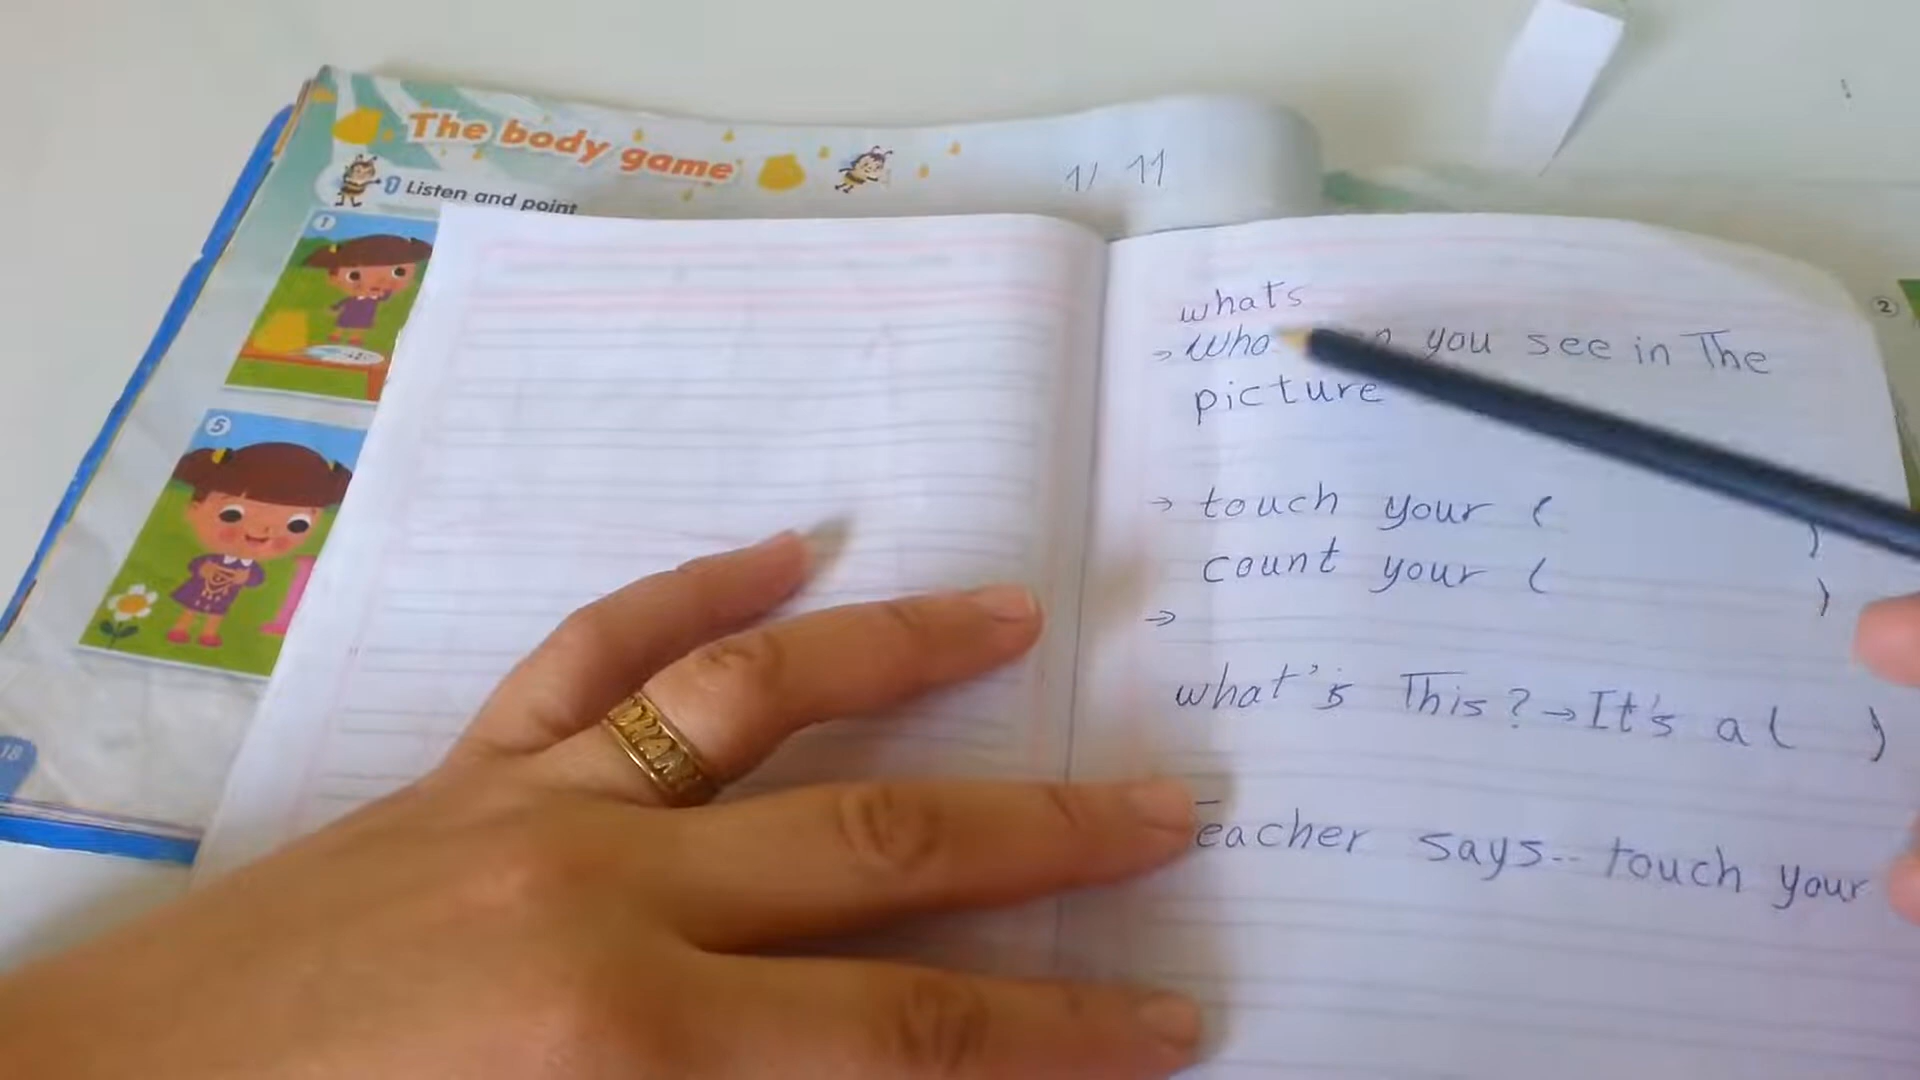 The body game
1 Listen and point
1/ 11
1
5
18
2
whats
→ Who you see in The
picture
→ touch your ( )
count your ( )
→
what's This? → It's a ( )
eacher says.. touch your